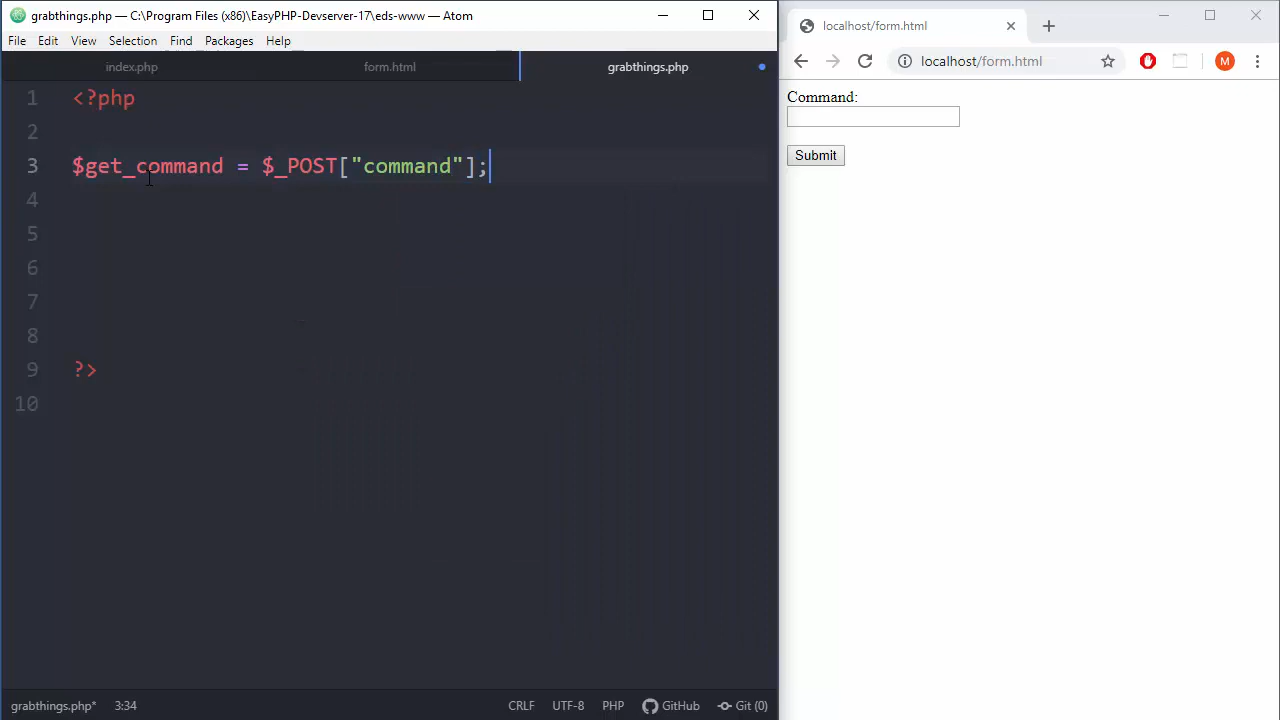 grabthings.php — C:\Program Files (x86)\EasyPHP-Devserver-17\eds-www — Atom
File Edit View Selection Find Packages Help
index.php form.html grabthings.php
1 <?php
2
3 $get_command = $_POST["command"];
4
5
6
7
8
9 ?>
10
grabthings.php* 3:34 CRLF UTF-8 PHP GitHub Git (0)
localhost/form.html
localhost/form.html M
Command:
Submit